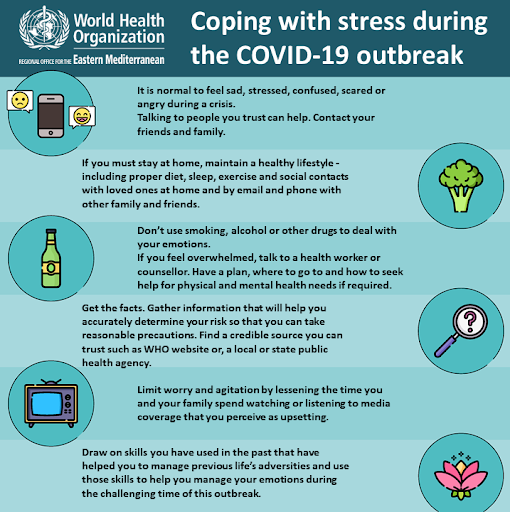 World Health
Organization
REGIONAL OFFICE FOR THE Eastern Mediterranean
Coping with stress during
the COVID-19 outbreak
It is normal to feel sad, stressed, confused, scared or
angry during a crisis.
Talking to people you trust can help. Contact your
friends and family.
If you must stay at home, maintain a healthy lifestyle -
including proper diet, sleep, exercise and social contacts
with loved ones at home and by email and phone with
other family and friends.
Don't use smoking, alcohol or other drugs to deal with
your emotions.
If you feel overwhelmed, talk to a health worker or
counsellor. Have a plan, where to go to and how to seek
help for physical and mental health needs if required.
Get the facts. Gather information that will help you
accurately determine your risk so that you can take
reasonable precautions. Find a credible source you can
trust such as WHO website or, a local or state public
health agency.
?
Limit worry and agitation by lessening the time you
and your family spend watching or listening to media
coverage that you perceive as upsetting.
Draw on skills you have used in the past that have
helped you to manage previous life's adversities and use
those skills to help you manage your emotions during
the challenging time of this outbreak.